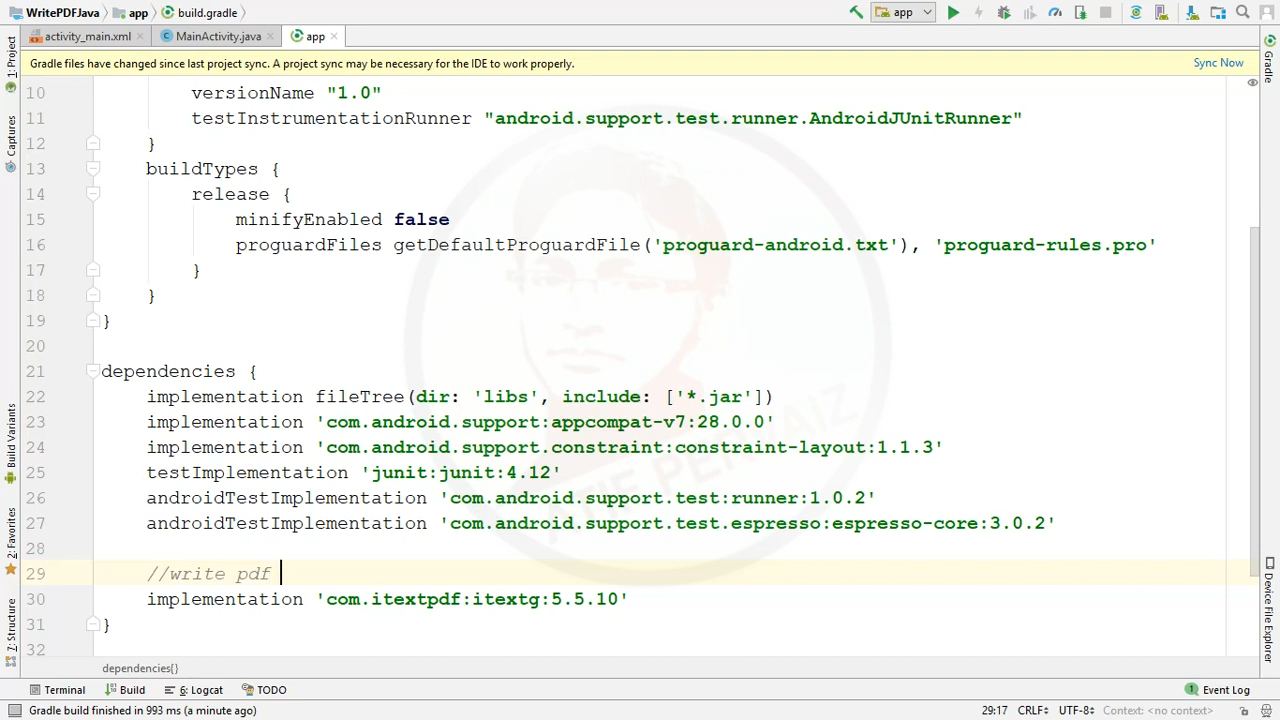 WritePDFJava app build.gradle app
activity_main.xml MainActivity.java app
Gradle files have changed since last project sync. A project sync may be necessary for the IDE to work properly. Sync Now
10 versionName "1.0"
11 testInstrumentationRunner "android.support.test.runner.AndroidJUnitRunner"
12 }
13 buildTypes {
14 release {
15 minifyEnabled false
16 proguardFiles getDefaultProguardFile('proguard-android.txt'), 'proguard-rules.pro'
17 }
18 }
19 }
20
21 dependencies {
22 implementation fileTree(dir: 'libs', include: ['*.jar'])
23 implementation 'com.android.support:appcompat-v7:28.0.0'
24 implementation 'com.android.support.constraint:constraint-layout:1.1.3'
25 testImplementation 'junit:junit:4.12'
26 androidTestImplementation 'com.android.support.test:runner:1.0.2'
27 androidTestImplementation 'com.android.support.test.espresso:espresso-core:3.0.2'
28
29 //write pdf
30 implementation 'com.itextpdf:itextg:5.5.10'
31 }
32
dependencies{}
Terminal Build 6: Logcat TODO Event Log
Gradle build finished in 993 ms (a minute ago) 29:17 CRLF UTF-8 Context: <no context>
1: Project
Captures
Build Variants
2: Favorites
7: Structure
Gradle
Device File Explorer
ATIF PERVAIZ